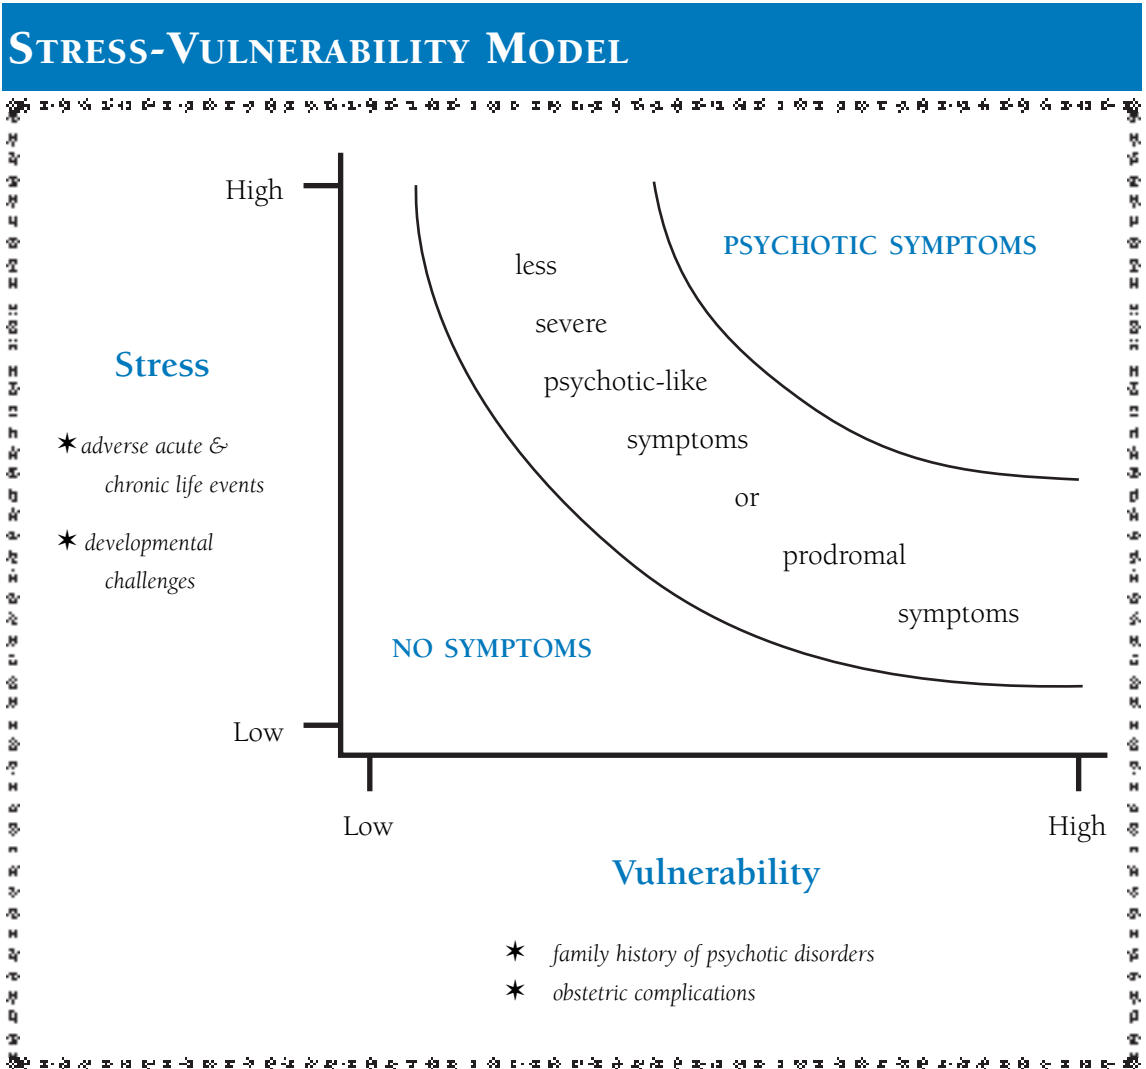 STRESS-VULNERABILITY MODEL
High
PSYCHOTIC SYMPTOMS
less
severe
psychotic-like
symptoms
or
prodromal
symptoms
Stress
✶ adverse acute &
chronic life events
✶ developmental
challenges
NO SYMPTOMS
Low
Low
High
Vulnerability
✶ family history of psychotic disorders
✶ obstetric complications